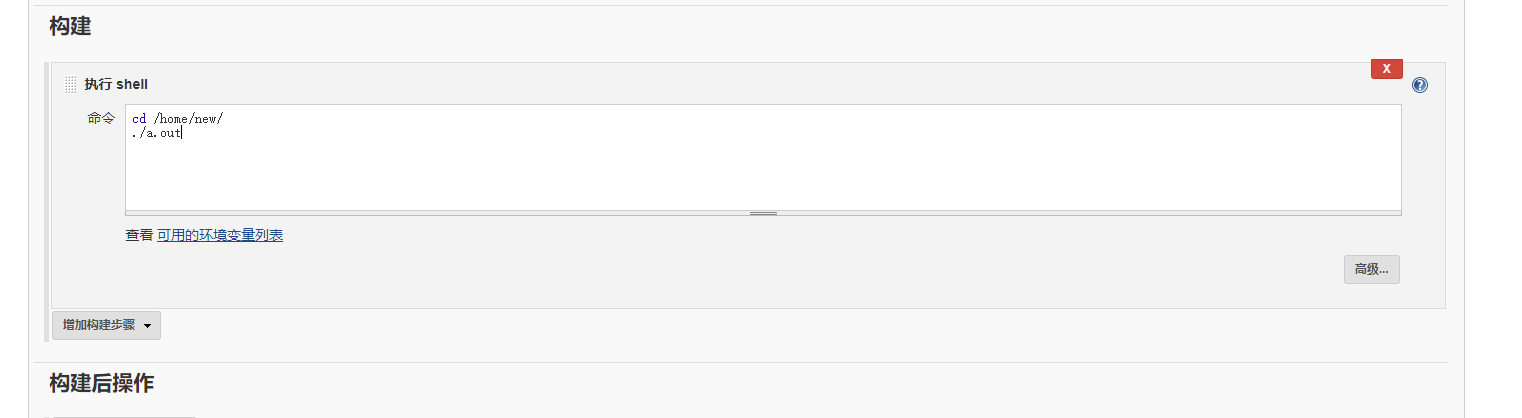 构建
X
执行 shell
命令
cd /home/new/
./a.out
查看 可用的环境变量列表
高级...
增加构建步骤
构建后操作